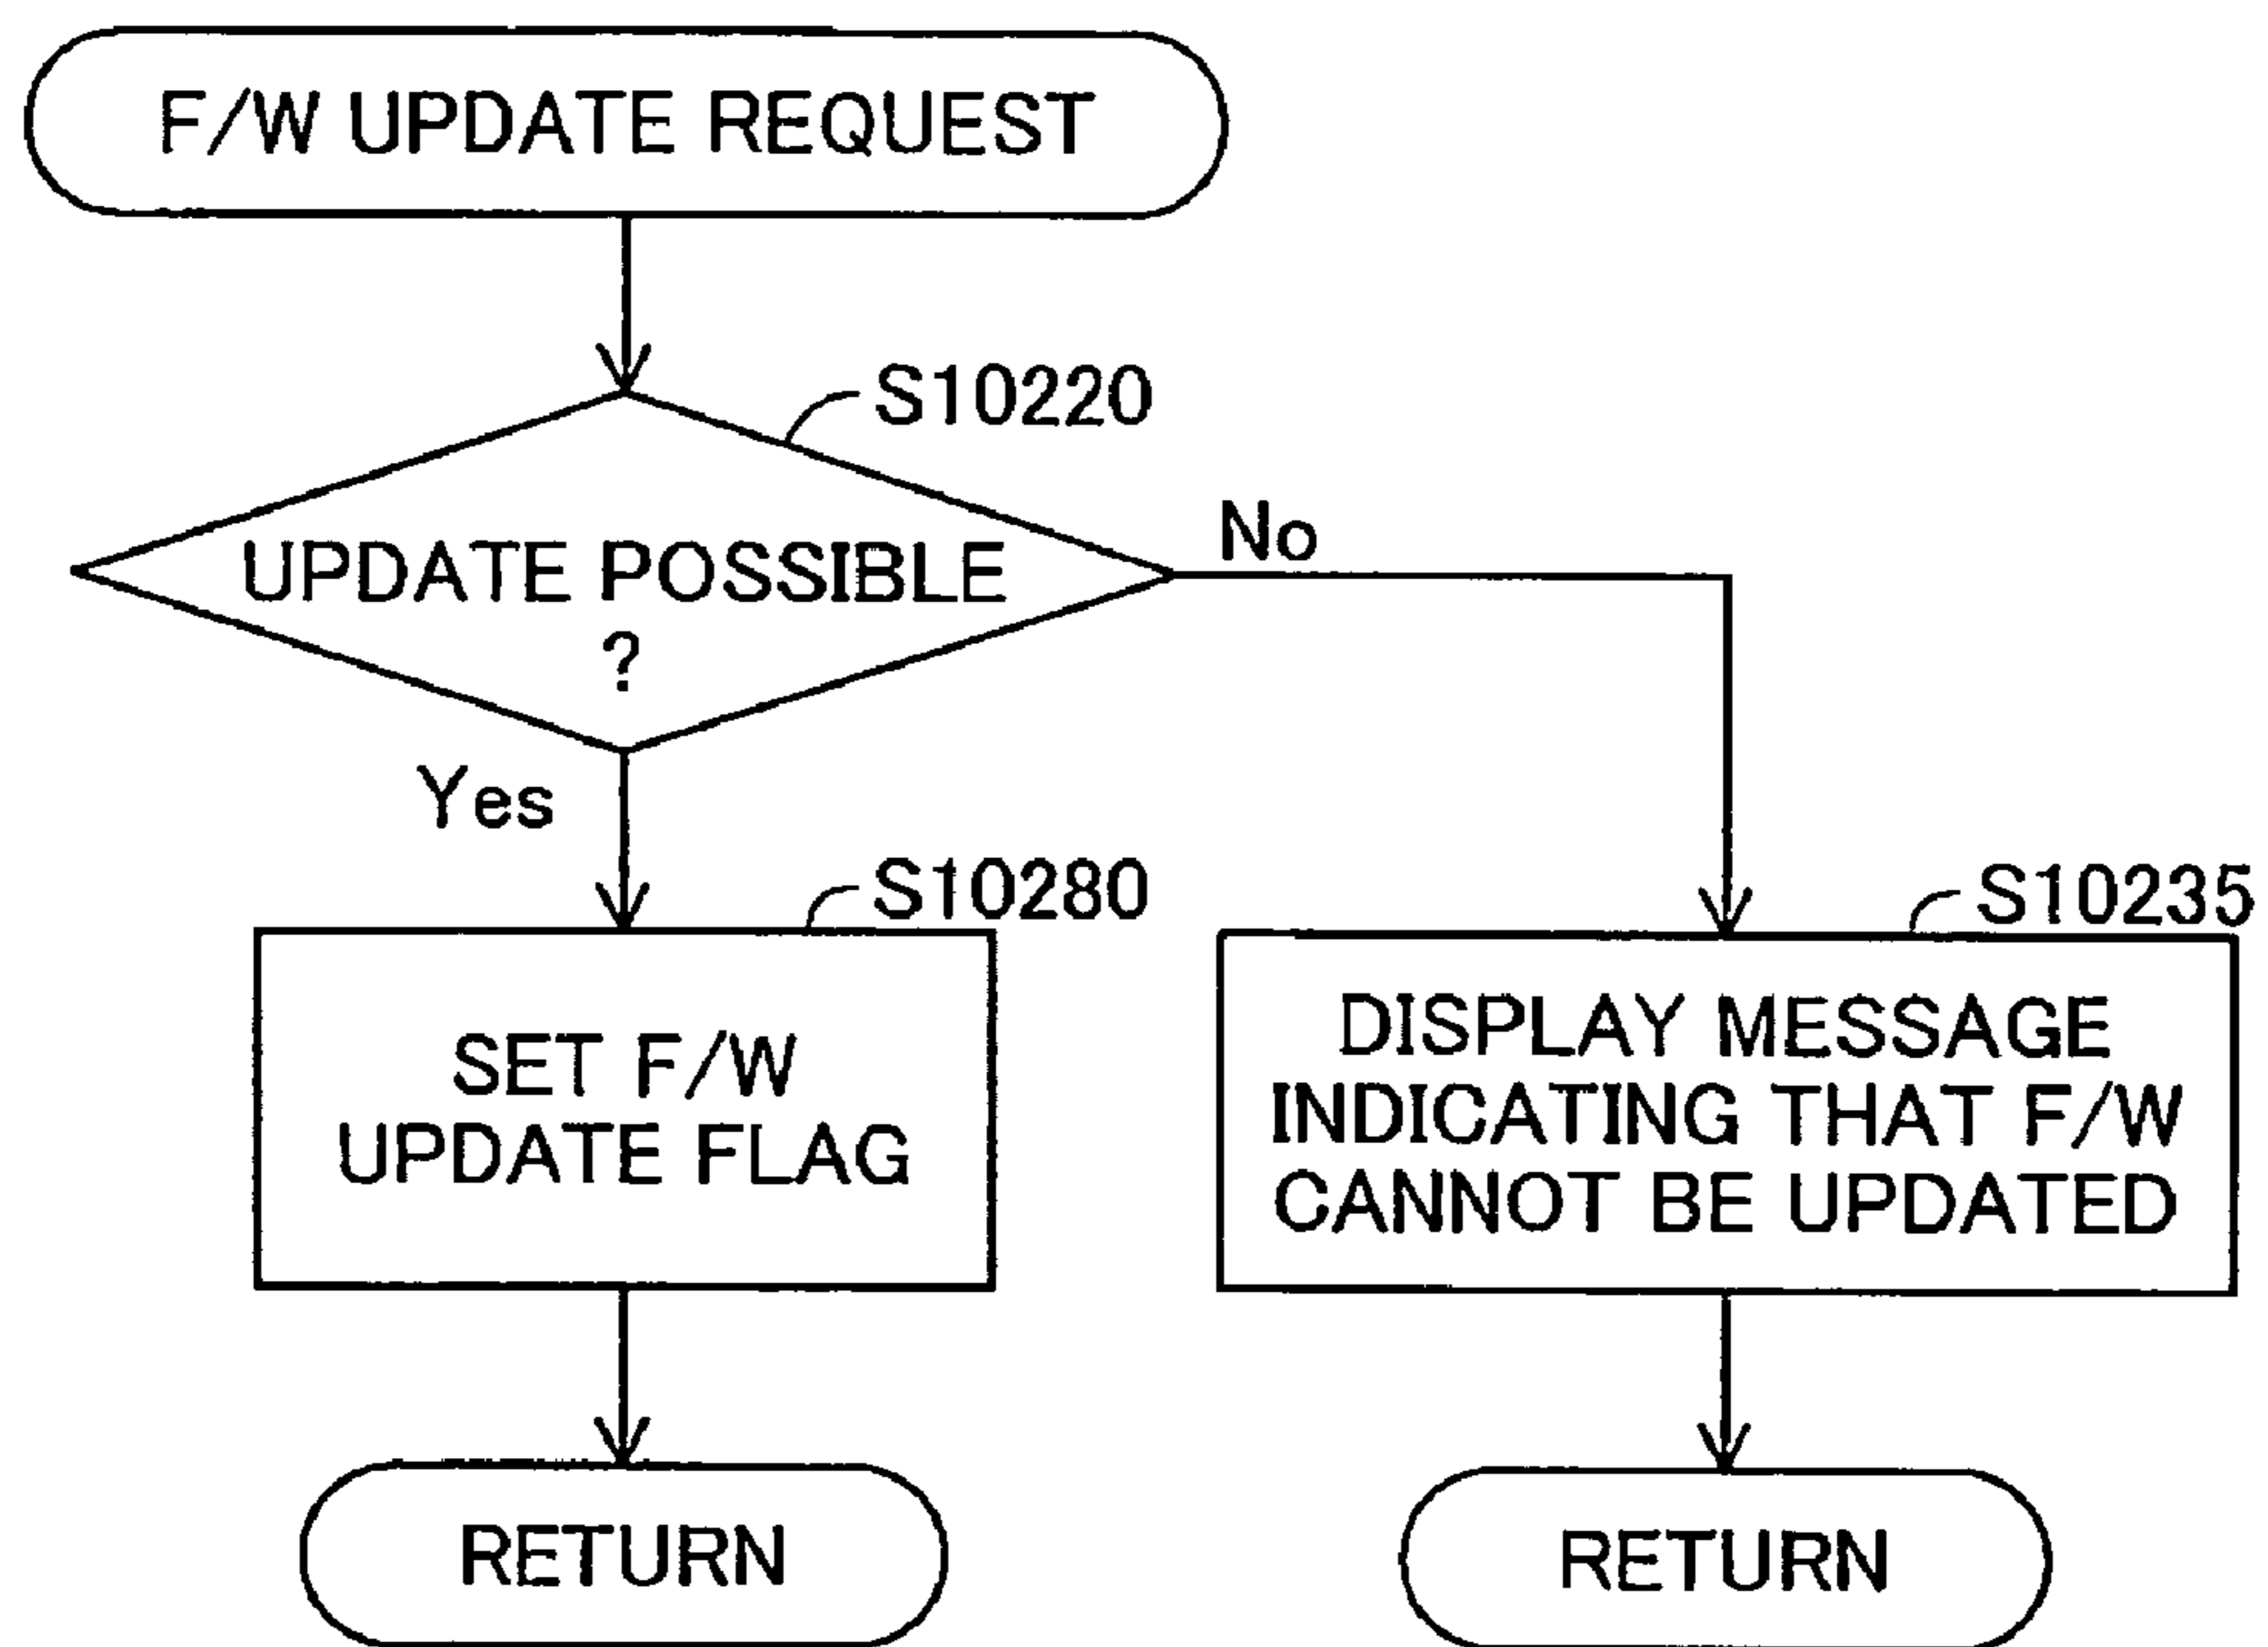 F/W UPDATE REQUEST
S10220
UPDATE POSSIBLE
?
No
Yes
S10280
SET F/W
UPDATE FLAG
S10235
DISPLAY MESSAGE
INDICATING THAT F/W
CANNOT BE UPDATED
RETURN
RETURN